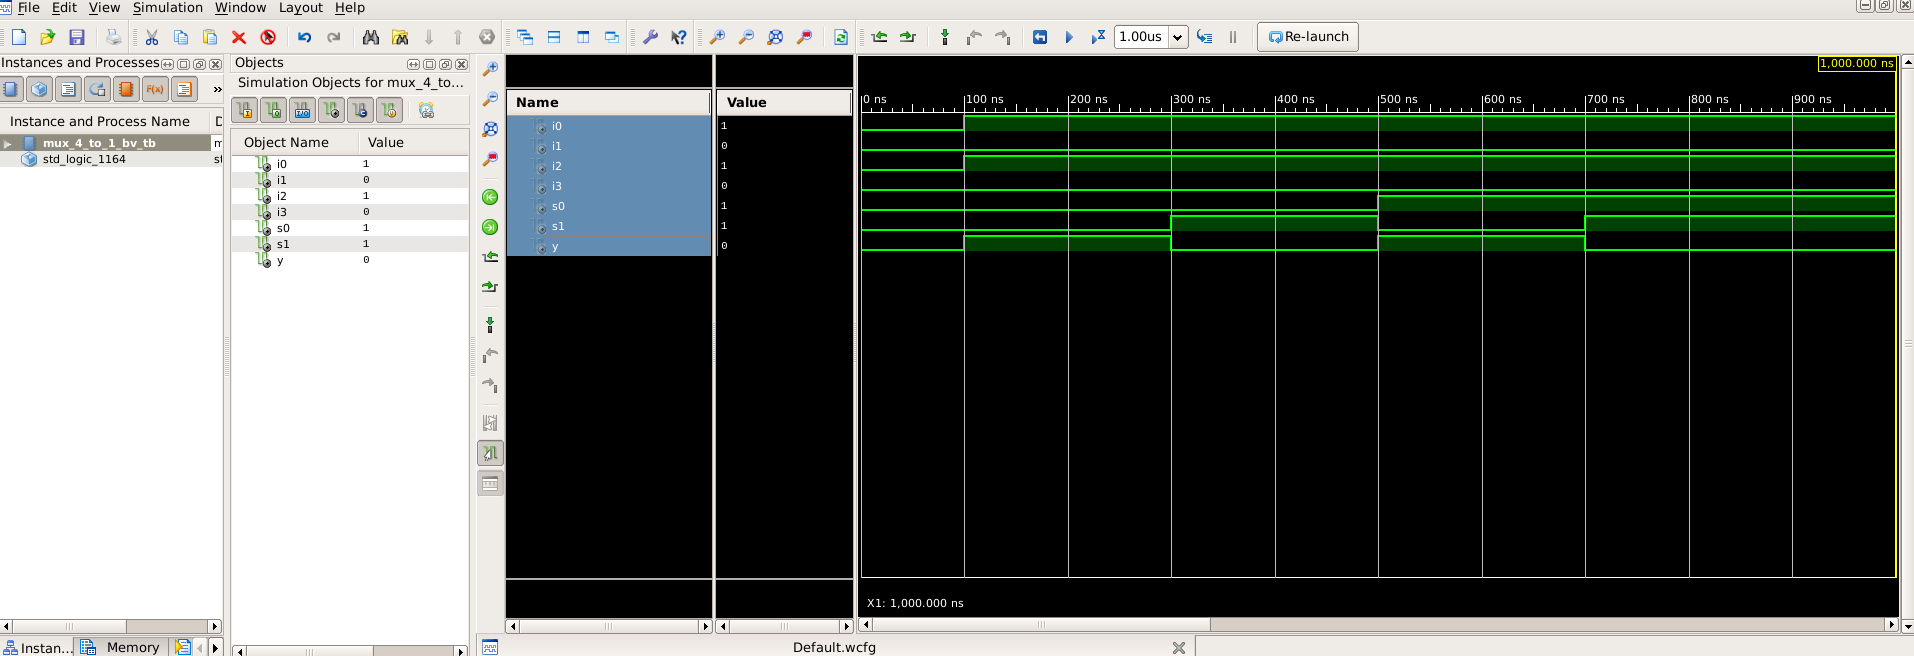 File Edit View Simulation Window Layout Help
1.00us Re-launch
Instances and Processes
Instance and Process Name D
mux_4_to_1_bv_tb m
std_logic_1164 st
Instan... Memory
Objects
Simulation Objects for mux_4_to...
Object Name Value
i0 1
i1 0
i2 1
i3 0
s0 1
s1 1
y 0
Name Value
i0 1
i1 0
i2 1
i3 0
s0 1
s1 1
y 0
1,000.000 ns
0 ns 100 ns 200 ns 300 ns 400 ns 500 ns 600 ns 700 ns 800 ns 900 ns
X1: 1,000.000 ns
Default.wcfg